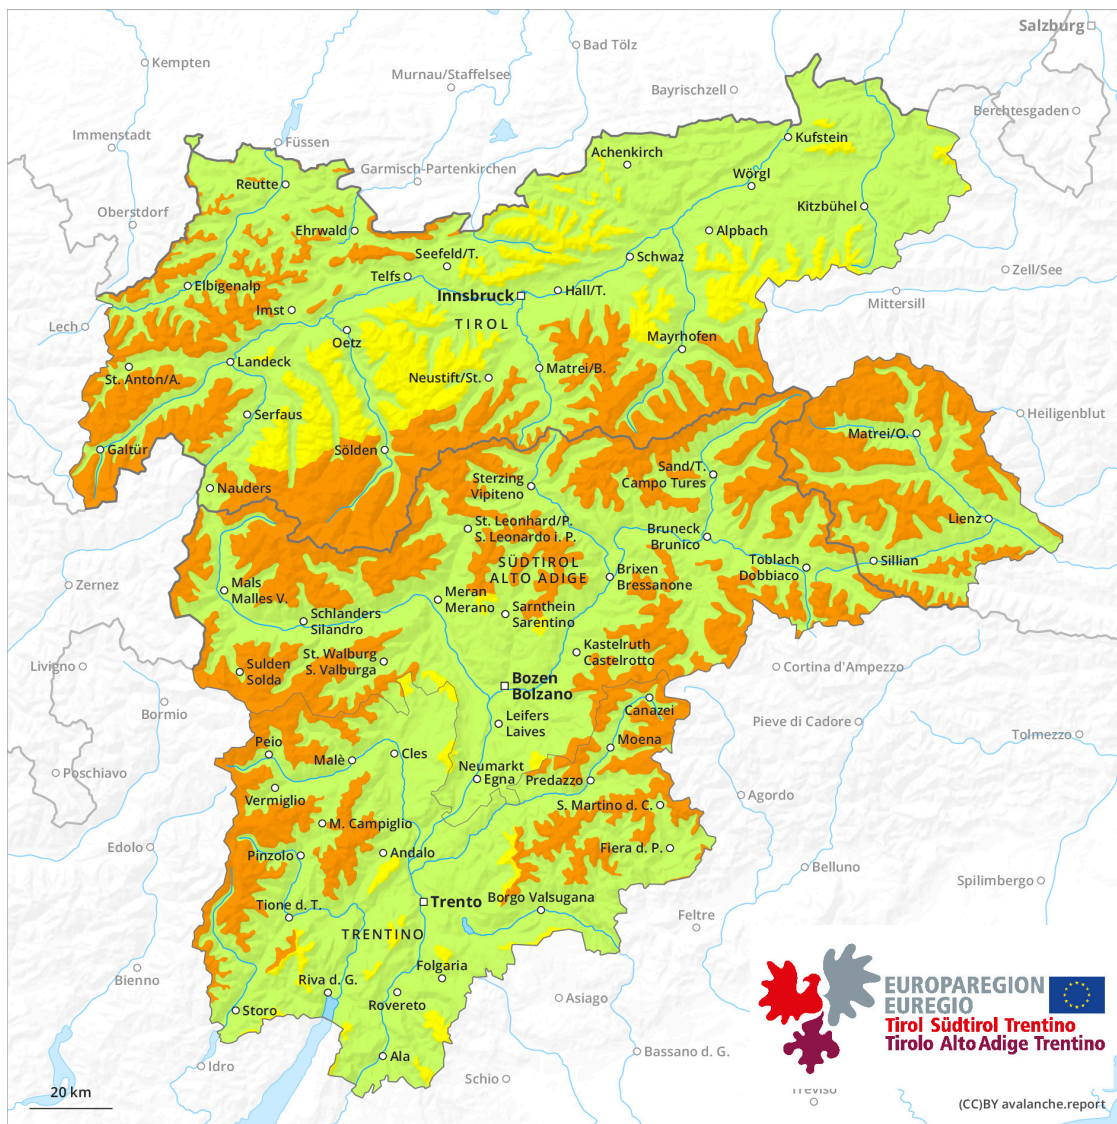 Salzburg
Bad Tölz
Kempten
Murnau/Staffelsee
Bayrischzell
Berchtesgaden
Immenstadt
Füssen
Kufstein
Achenkirch
Garmisch-Partenkirchen
Wörgl
Reutte
Oberstdorf
Kitzbühel
Ehrwald
Alpbach
Seefeld/T.
Schwaz
Telfs
Zell/See
Elbigenalp
Innsbruck
Hall/T.
Mittersill
Imst
TIROL
Lech
Oetz
Mayrhofen
Landeck
Matrei/B.
St. Anton/A.
Neustift/St.
Serfaus
Heiligenblut
Matrei/O.
Galtür
Sölden
Sand/T.
Campo Tures
Sterzing
Vipiteno
Nauders
St. Leonhard/P.
S. Leonardo i. P.
Lienz
Bruneck
Brunico
SÜDTIROL
ALTO ADIGE
Toblach
Dobbiaco
Sillian
Brixen
Bressanone
Zernez
Mals
Malles V.
Meran
Merano
Sarnthein
Sarentino
Schlanders
Silandro
Kastelruth
Castelrotto
St. Walburg
S. Valburga
Livigno
Sulden
Solda
Cortina d'Ampezzo
Bozen
Bolzano
Bormio
Canazei
Leifers
Laives
Pieve di Cadore
Tolmezzo
Peio
Moena
Cles
Malè
Poschiavo
Neumarkt
Egna
Predazzo
Vermiglio
Agordo
S. Martino d. C.
M. Campiglio
Edolo
Pinzolo
Andalo
Fiera d. P.
Belluno
Spilimbergo
Borgo Valsugana
Trento
Tione d. T.
Feltre
TRENTINO
Folgaria
Bienno
Riva d. G.
EUROPAREGION
EUREGIO
Tirol Südtirol Trentino
Tirolo Alto Adige Trentino
Asiago
Rovereto
Storo
Ala
Bassano d. G.
Idro
Schio
20 km
Treviso
(CC)BY avalanche.report